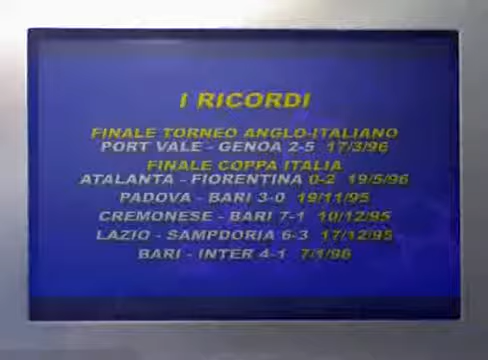 I RICORDI
FINALE TORNEO ANGLO-ITALIANO
PORT VALE - GENOA 2-5 17/3/96
FINALE COPPA ITALIA
ATALANTA - FIORENTINA 0-2 19/5/96
PADOVA - BARI 3-0 19/11/95
CREMONESE - BARI 7-1 10/12/95
LAZIO - SAMPDORIA 6-3 17/12/95
BARI - INTER 4-1 7/1/96